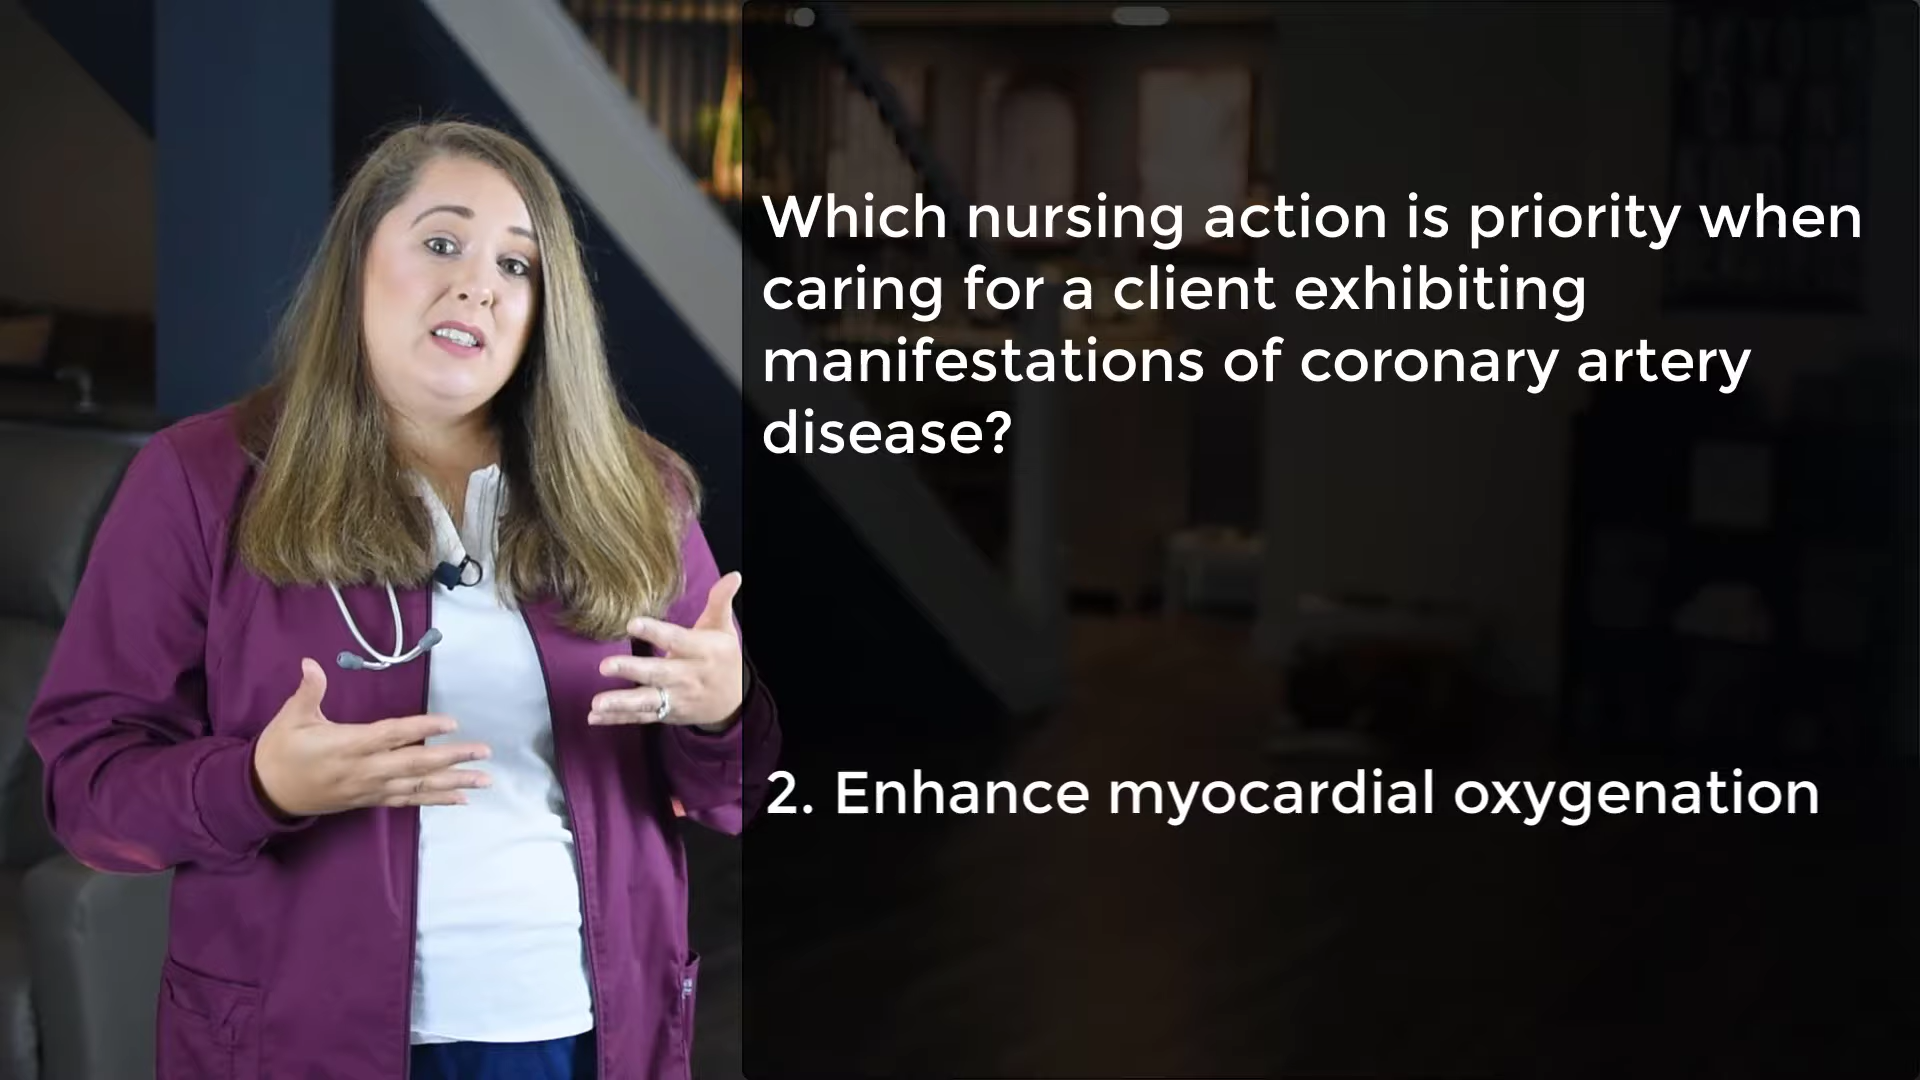 Which nursing action is priority when
caring for a client exhibiting
manifestations of coronary artery
disease?
2. Enhance myocardial oxygenation